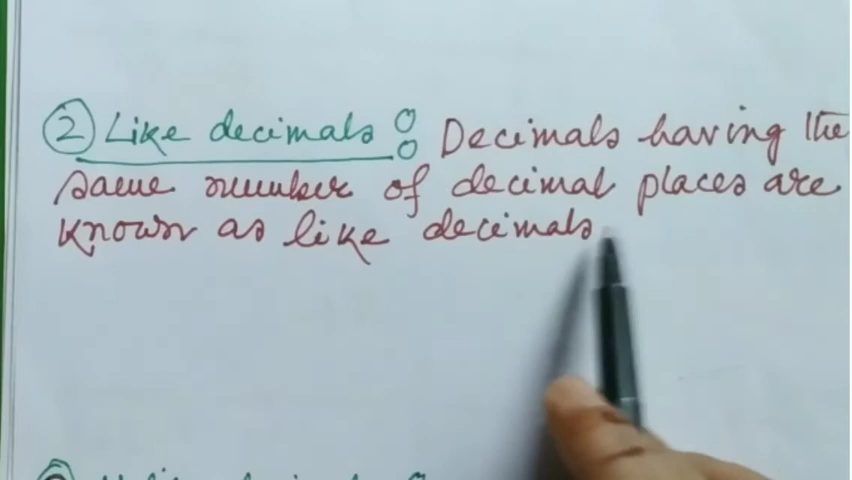 ② Like decimals : Decimals having the
same number of decimal places are
known as like decimals.